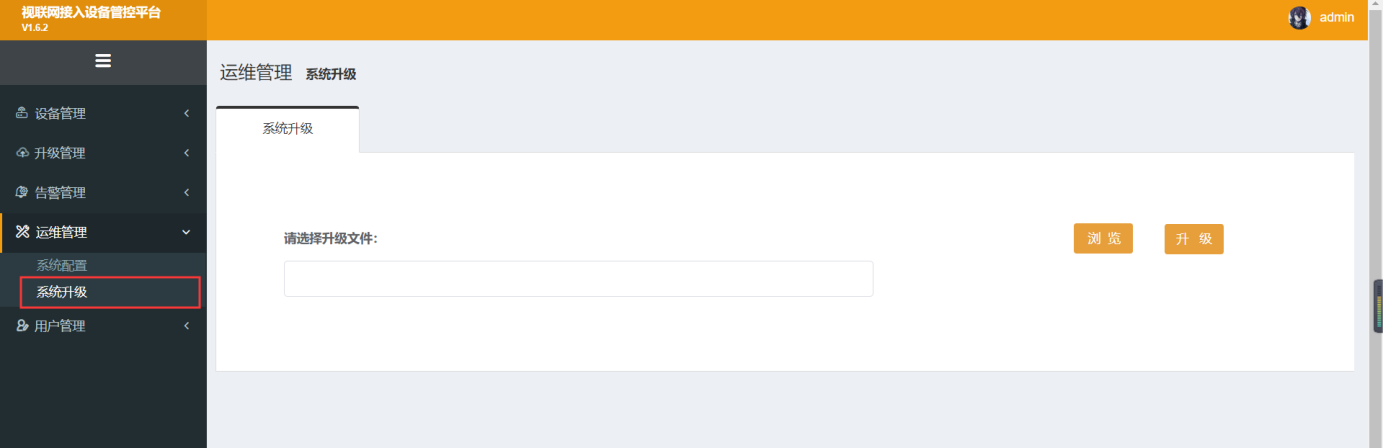 视联网接入设备管控平台
V1.6.2
admin
设备管理
升级管理
告警管理
运维管理
系统配置
系统升级
用户管理
运维管理 系统升级
系统升级
请选择升级文件:
浏 览
升 级